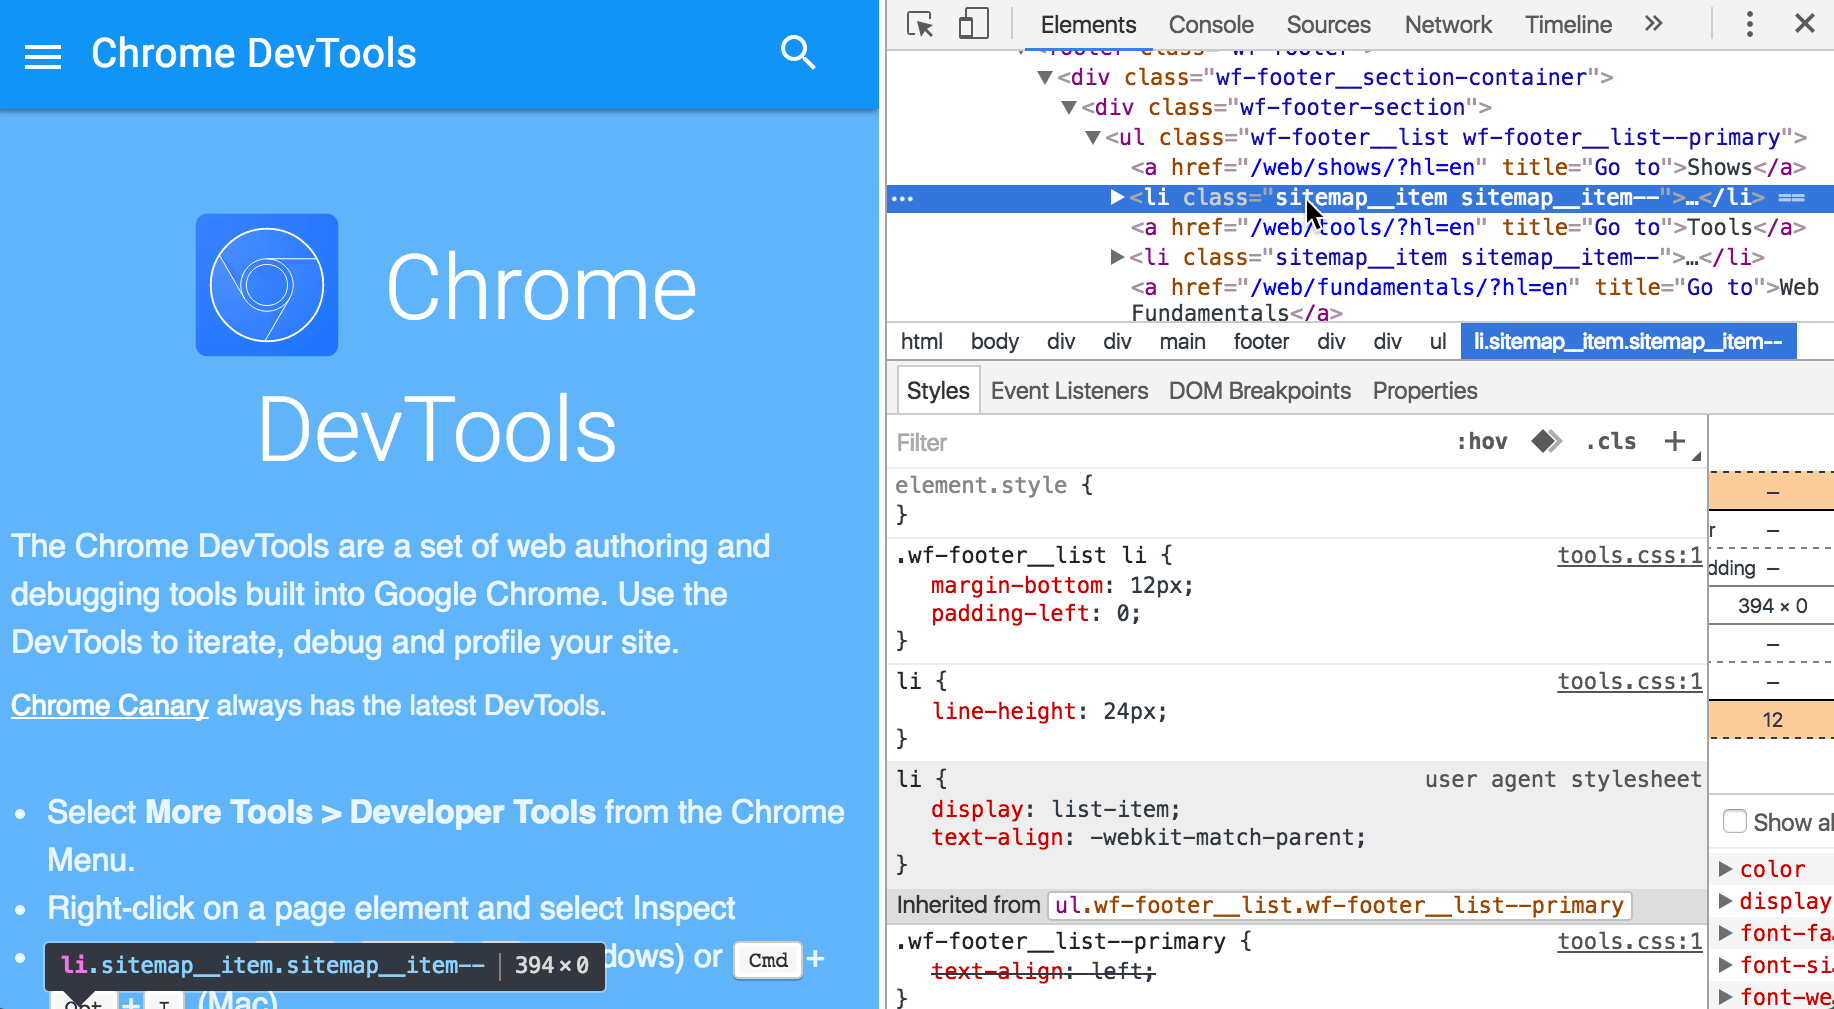 Chrome DevTools
Chrome
DevTools
The Chrome DevTools are a set of web authoring and
debugging tools built into Google Chrome. Use the
DevTools to iterate, debug and profile your site.
Chrome Canary always has the latest DevTools.
• Select More Tools > Developer Tools from the Chrome
Menu.
• Right-click on a page element and select Inspect
dows) or Cmd +
li.sitemap__item.sitemap__item-- 394 × 0
Opt + I (Mac)
Elements Console Sources Network Timeline »
<footer class="wf-footer">
▼<div class="wf-footer__section-container">
▼<div class="wf-footer-section">
▼<ul class="wf-footer__list wf-footer__list--primary">
<a href="/web/shows/?hl=en" title="Go to">Shows</a>
… ▶<li class="sitemap__item sitemap__item--">…</li> ==
<a href="/web/tools/?hl=en" title="Go to">Tools</a>
▶<li class="sitemap__item sitemap__item--">…</li>
<a href="/web/fundamentals/?hl=en" title="Go to">Web
Fundamentals</a>
html body div div main footer div div ul li.sitemap__item.sitemap__item--
Styles Event Listeners DOM Breakpoints Properties
Filter :hov .cls +
element.style {
}
.wf-footer__list li { tools.css:1
margin-bottom: 12px;
padding-left: 0;
}
li { tools.css:1
line-height: 24px;
}
li { user agent stylesheet
display: list-item;
text-align: -webkit-match-parent;
}
Inherited from ul.wf-footer__list.wf-footer__list--primary
.wf-footer__list--primary { tools.css:1
text-align: left;
}
–
r –
dding –
394 × 0
–
–
12
Show al
▶ color
▶ display
▶ font-fa…
▶ font-si…
▶ font-we…